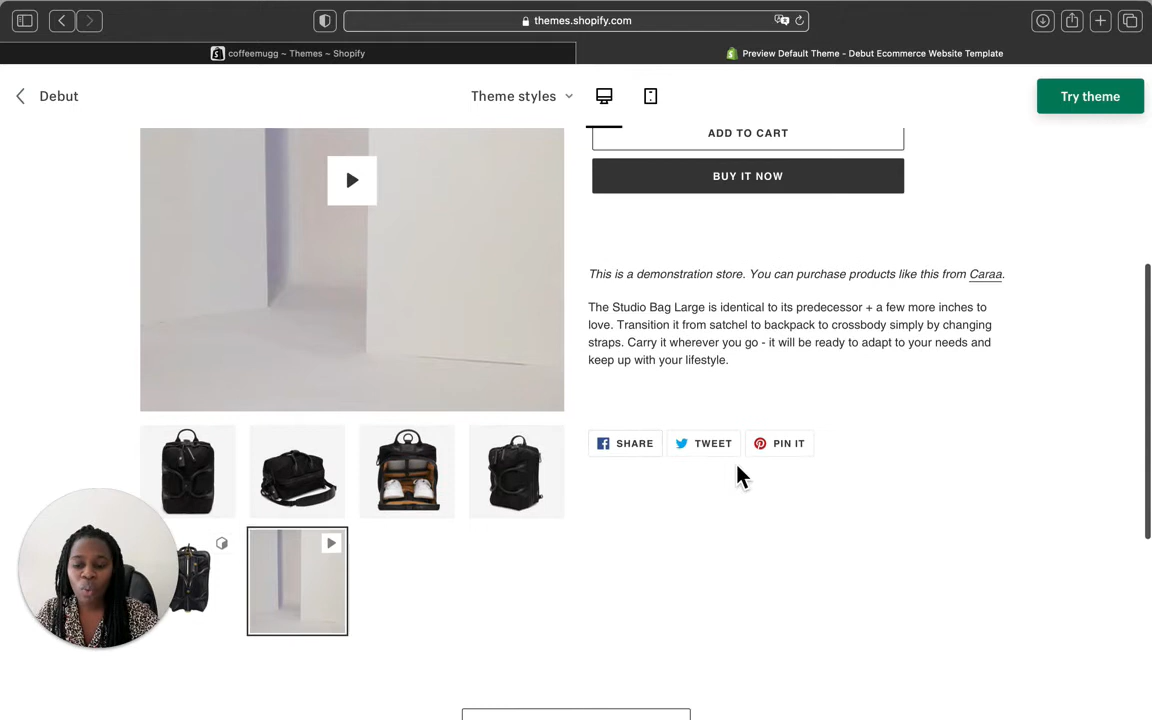 themes.shopify.com
coffeemugg ~ Themes ~ Shopify
Preview Default Theme - Debut Ecommerce Website Template
Debut
Theme styles
Try theme
ADD TO CART
BUY IT NOW
This is a demonstration store. You can purchase products like this from Caraa.
The Studio Bag Large is identical to its predecessor + a few more inches to
love. Transition it from satchel to backpack to crossbody simply by changing
straps. Carry it wherever you go - it will be ready to adapt to your needs and
keep up with your lifestyle.
SHARE
TWEET
PIN IT